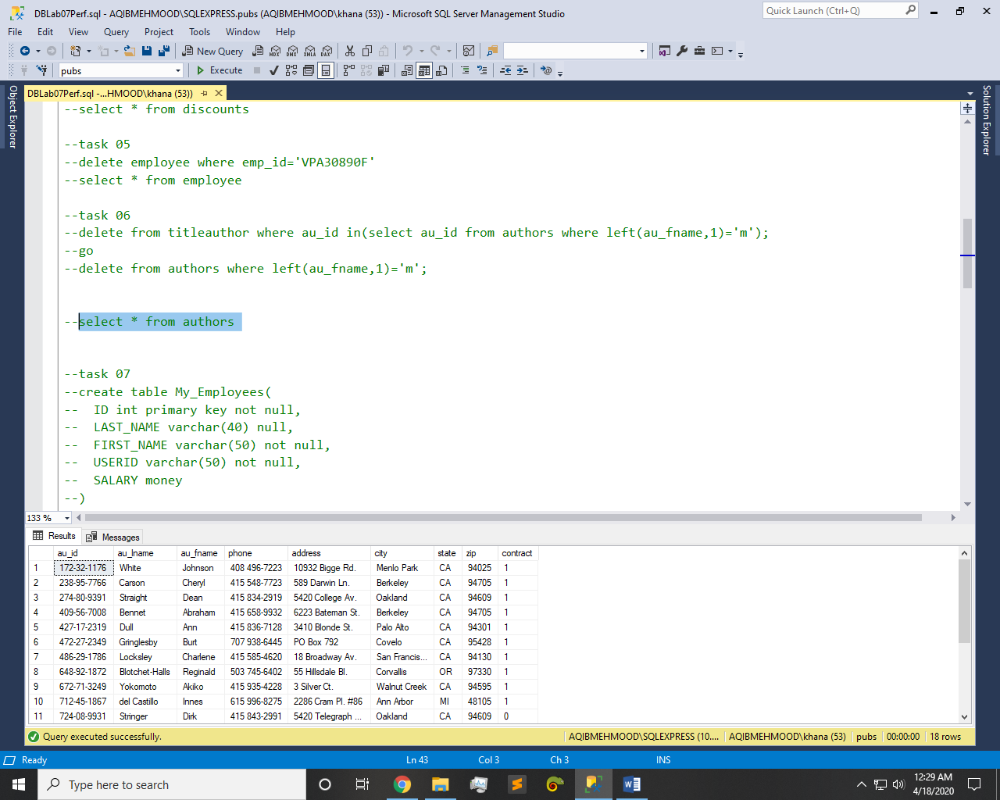 DBLab07Perf.sql - AQIBMEHMOOD\SQLEXPRESS.pubs (AQIBMEHMOOD\khana (53)) - Microsoft SQL Server Management Studio
Quick Launch (Ctrl+Q)
File Edit View Query Project Tools Window Help
New Query MDX DMX XMLA DAX
pubs Execute
Object Explorer
DBLab07Perf.sql -...HMOOD\khana (53))
Solution Explorer
--select * from discounts
--task 05
--delete employee where emp_id='VPA30890F'
--select * from employee
--task 06
--delete from titleauthor where au_id in(select au_id from authors where left(au_fname,1)='m');
--go
--delete from authors where left(au_fname,1)='m';
--select * from authors
--task 07
--create table My_Employees(
-- ID int primary key not null,
-- LAST_NAME varchar(40) null,
-- FIRST_NAME varchar(50) not null,
-- USERID varchar(50) not null,
-- SALARY money
--)
133 %
Results Messages
au_id au_lname au_fname phone address city state zip contract
1 172-32-1176 White Johnson 408 496-7223 10932 Bigge Rd. Menlo Park CA 94025 1
2 238-95-7766 Carson Cheryl 415 548-7723 589 Darwin Ln. Berkeley CA 94705 1
3 274-80-9391 Straight Dean 415 834-2919 5420 College Av. Oakland CA 94609 1
4 409-56-7008 Bennet Abraham 415 658-9932 6223 Bateman St. Berkeley CA 94705 1
5 427-17-2319 Dull Ann 415 836-7128 3410 Blonde St. Palo Alto CA 94301 1
6 472-27-2349 Gringlesby Burt 707 938-6445 PO Box 792 Covelo CA 95428 1
7 486-29-1786 Locksley Charlene 415 585-4620 18 Broadway Av. San Francis... CA 94130 1
8 648-92-1872 Blotchet-Halls Reginald 503 745-6402 55 Hillsdale Bl. Corvallis OR 97330 1
9 672-71-3249 Yokomoto Akiko 415 935-4228 3 Silver Ct. Walnut Creek CA 94595 1
10 712-45-1867 del Castillo Innes 615 996-8275 2286 Cram Pl. #86 Ann Arbor MI 48105 1
11 724-08-9931 Stringer Dirk 415 843-2991 5420 Telegraph ... Oakland CA 94609 0
Query executed successfully. AQIBMEHMOOD\SQLEXPRESS (10.... AQIBMEHMOOD\khana (53) pubs 00:00:00 18 rows
Ready Ln 43 Col 3 Ch 3 INS
Type here to search
12:29 AM
4/18/2020